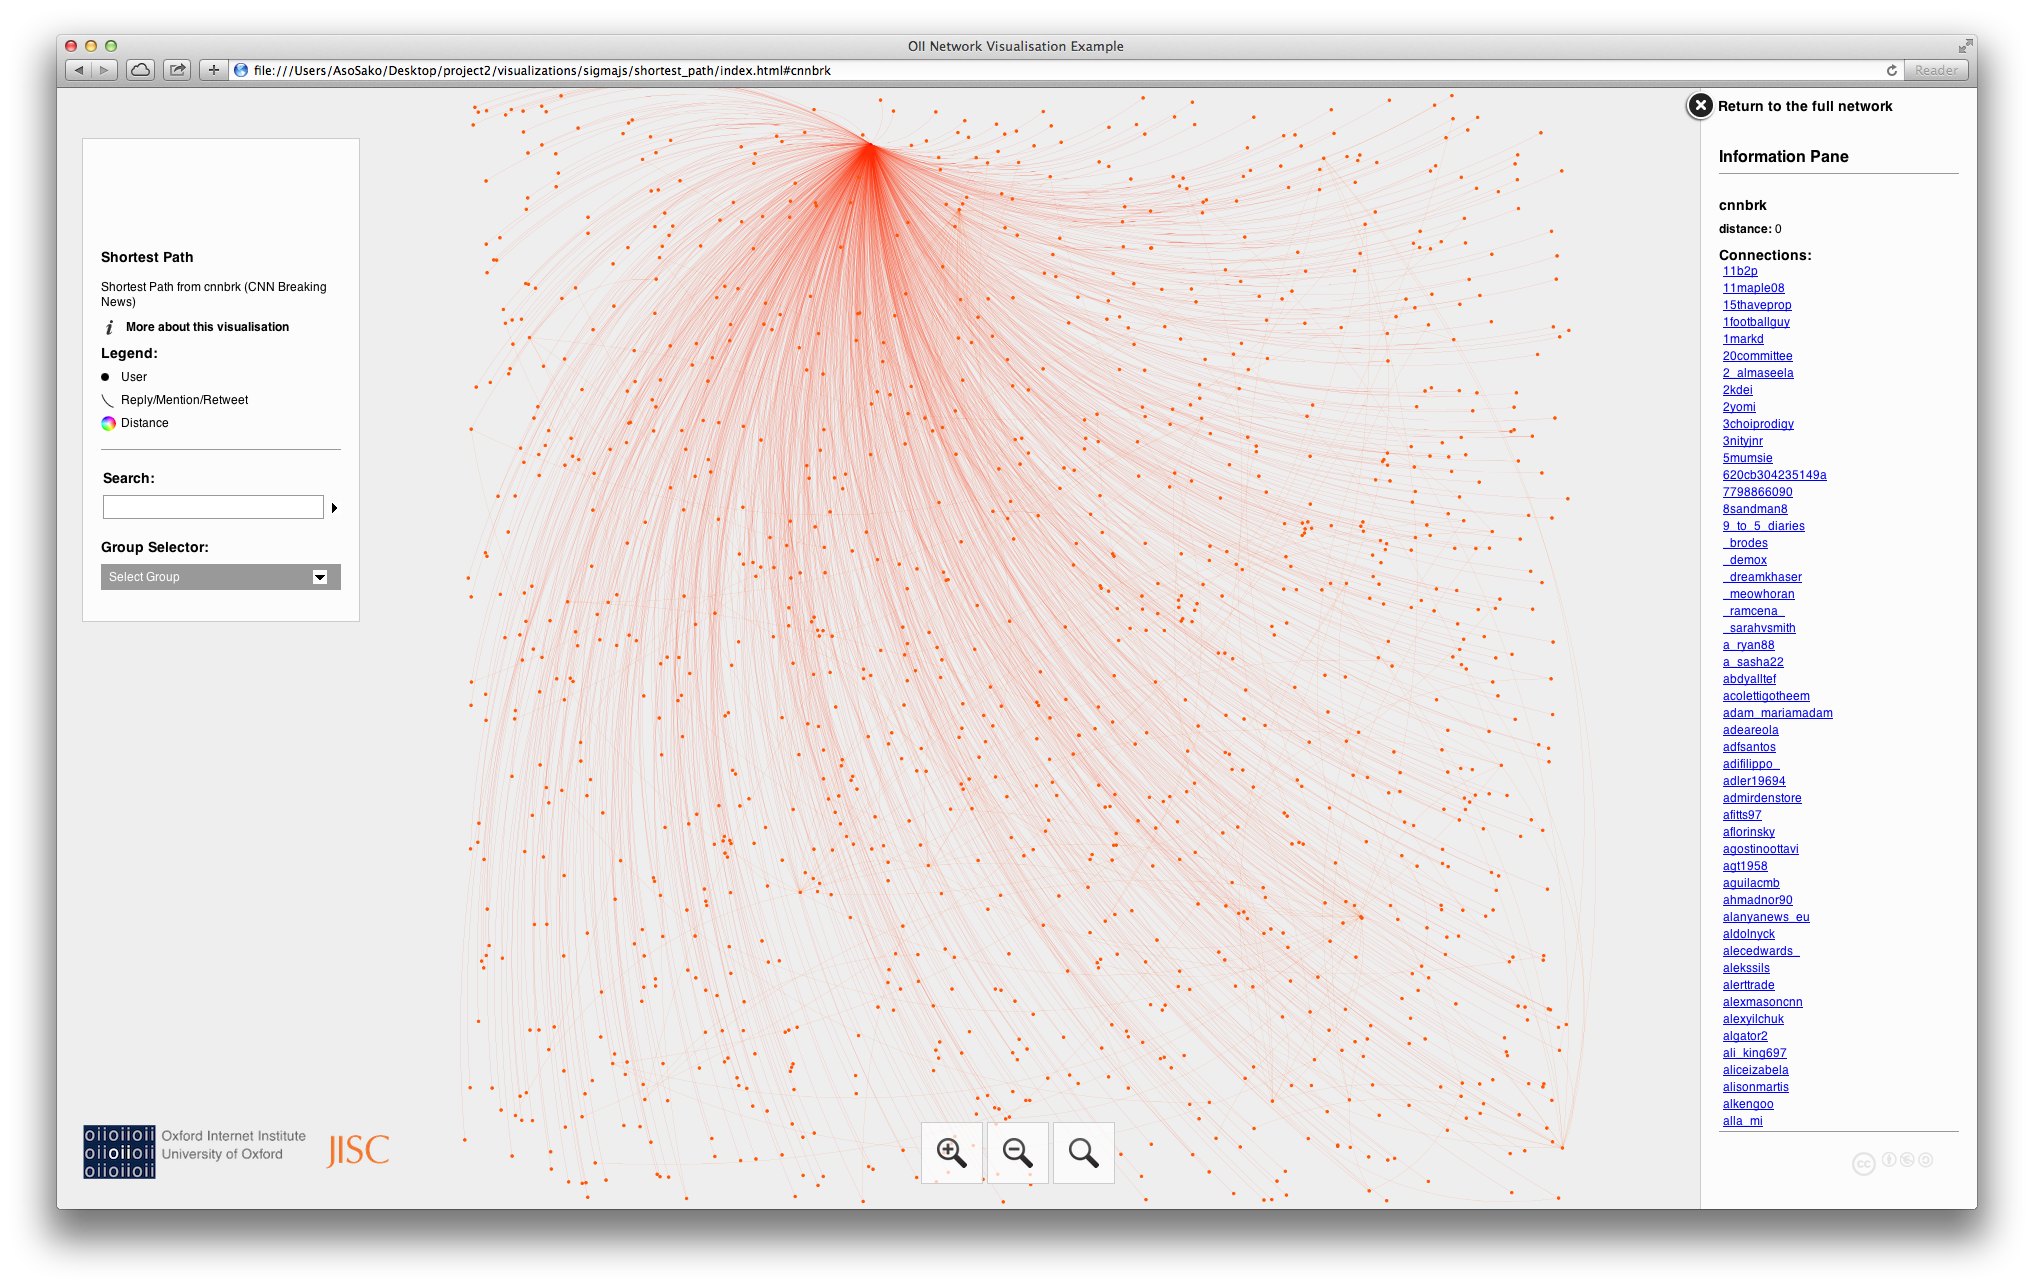 OII Network Visualisation Example
file:///Users/AsoSako/Desktop/project2/visualizations/sigmajs/shortest_path/index.html#cnnbrk
Reader
Shortest Path
Shortest Path from cnnbrk (CNN Breaking
News)
i More about this visualisation
Legend:
User
Reply/Mention/Retweet
Distance
Search:
Group Selector:
Select Group
oiioiioii
oiioiioii
oiioiioii
Oxford Internet Institute
University of Oxford
JISC
Return to the full network
Information Pane
cnnbrk
distance: 0
Connections:
11b2p
11maple08
15thaveprop
1footballguy
1markd
20committee
2_almaseela
2kdei
2yomi
3choiprodigy
3nityjnr
5mumsie
620cb304235149a
7798866090
8sandman8
9_to_5_diaries
_brodes
_demox
_dreamkhaser
_meowhoran
_ramcena_
_sarahvsmith
a_ryan88
a_sasha22
abdyalltef
acolettigotheem
adam_mariamadam
adeareola
adfsantos
adifilippo_
adler19694
admirdenstore
afitts97
aflorinsky
agostinoottavi
agt1958
aguilacmb
ahmadnor90
alanyanews_eu
aldolnyck
alecedwards_
alekssils
alerttrade
alexmasoncnn
alexyilchuk
algator2
ali_king697
aliceizabela
alisonmartis
alkengoo
alla_mi
cc